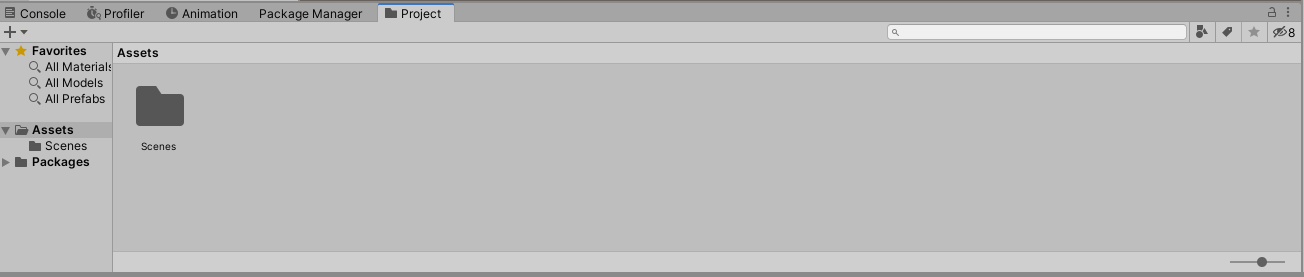 Console Profiler Animation Package Manager Project
8
Favorites
All Materials
All Models
All Prefabs
Assets
Scenes
Packages
Assets
Scenes